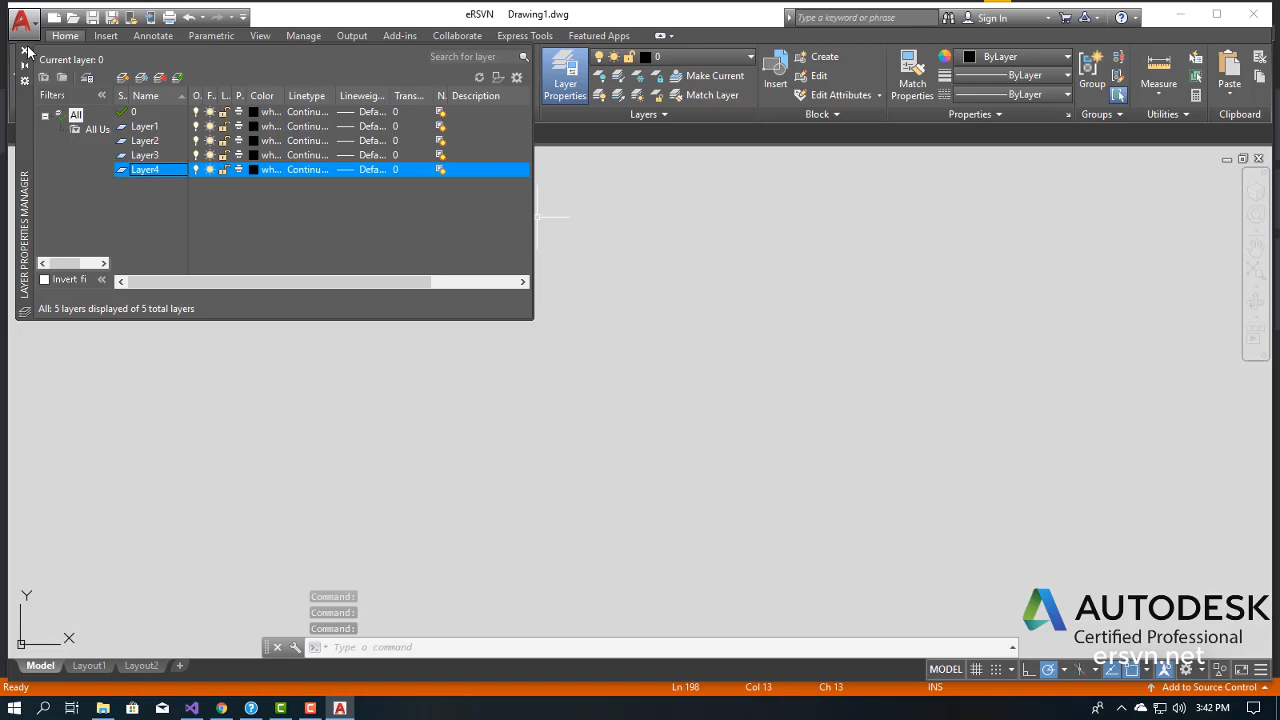 eRSVN Drawing1.dwg
Type a keyword or phrase
Sign In
Home Insert Annotate Parametric View Manage Output Add-ins Collaborate Express Tools Featured Apps
Current layer: 0
Search for layer
Filters
All
All Us
Invert fi
S.. Name O. F.. L.. P.. Color Linetype Lineweig... Trans... N.. Description
0 wh... Continu... Defa... 0
Layer1 wh... Continu... Defa... 0
Layer2 wh... Continu... Defa... 0
Layer3 wh... Continu... Defa... 0
Layer4 wh... Continu... Defa... 0
All: 5 layers displayed of 5 total layers
LAYER PROPERTIES MANAGER
Layer Properties
0
Make Current
Match Layer
Layers
Insert
Create
Edit
Edit Attributes
Block
Match Properties
ByLayer
ByLayer
ByLayer
Properties
Group
Groups
Measure
Utilities
Paste
Clipboard
Y
X
Command:
Command:
Command:
Type a command
AUTODESK
Certified Professional
ersvn.net
Model Layout1 Layout2 +
MODEL
Ready Ln 198 Col 13 Ch 13 INS Add to Source Control
3:42 PM